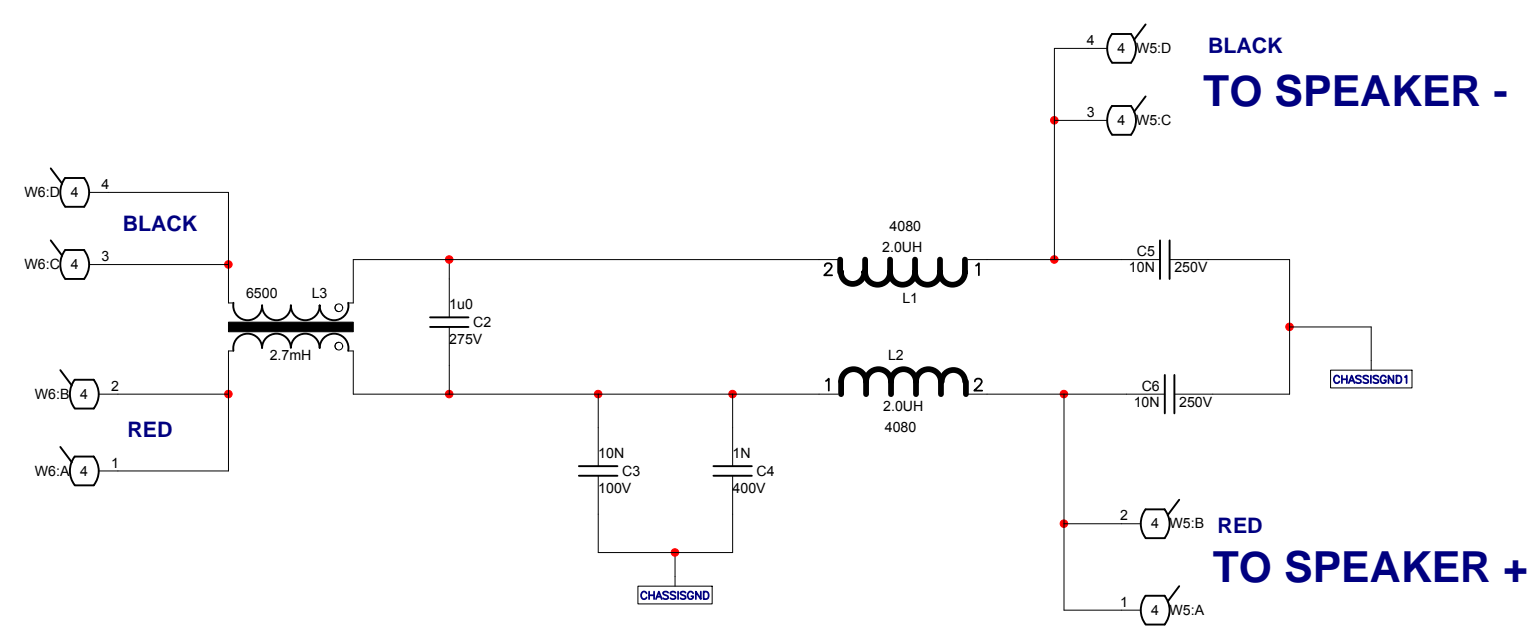 4
4 W5:D
BLACK
TO SPEAKER -
3
4 W5:C
W6:D 4
4
BLACK
W6:C 4
3
4080
2.0UH
2
1
L1
C5
10N
250V
6500
L3
2.7mH
1u0
C2
275V
L2
1
2
2.0UH
4080
C6
10N
250V
CHASSISGND1
W6:B 4
2
RED
W6:A 4
1
10N
C3
100V
1N
C4
400V
CHASSISGND
2
4 W5:B
RED
TO SPEAKER +
1
4 W5:A